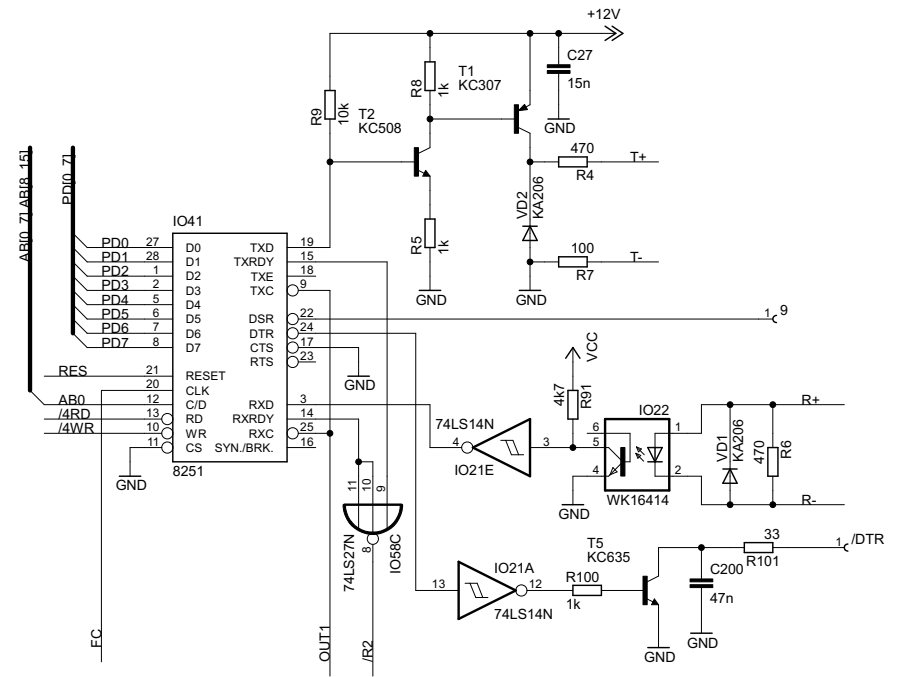 +12V
C27
15n
GND
R8
1k
T1
KC307
R9
10k
T2
KC508
470
R4
T+
VD2
KA206
R5
1k
100
R7
T-
GND
GND
AB[0_7] AB[8_15]
PD[0_7]
IO41
PD0 27 D0 TXD 19
PD1 28 D1 TXRDY 15
PD2 1 D2 TXE 18
PD3 2 D3 TXC 9
PD4 5 D4
PD5 6 D5 DSR 22
PD6 7 D6 DTR 24
PD7 8 D7 CTS 17
RTS 23
RES 21 RESET
20 CLK
AB0 12 C/D RXD 3
/4RD 13 RD RXRDY 14
/4WR 10 WR RXC 25
11 CS SYN./BRK. 16
GND
8251
GND
1 9
VCC
4k7
R91
74LS14N
4 3
IO21E
IO22
6
5
4
1
2
WK16414
GND
R+
VD1
KA206
470
R6
R-
11
10
9
8
74LS27N
IO58C
IO21A
13 12
74LS14N
R100
1k
T5
KC635
GND
C200
47n
GND
33
R101
1 /DTR
FC
OUT1
/R2